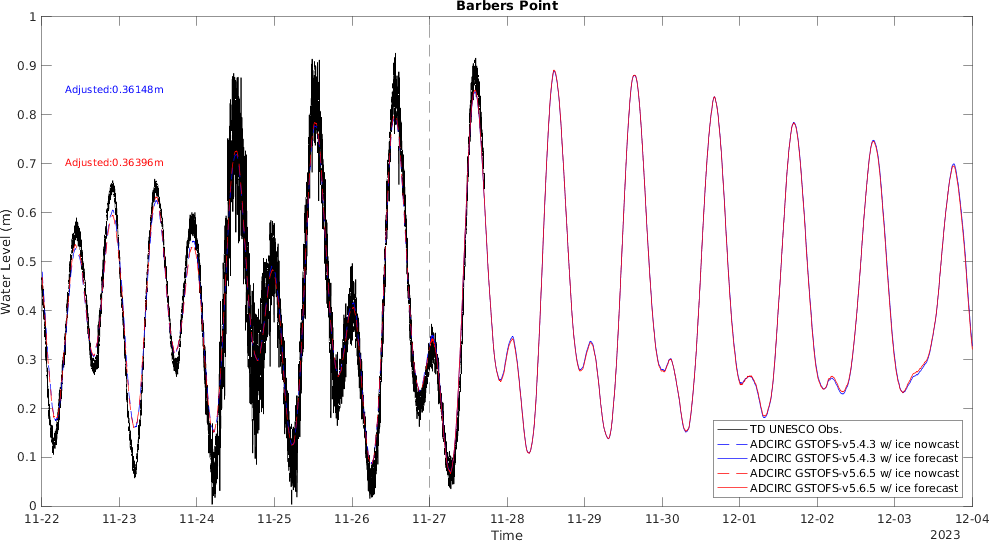 Barbers Point
1
0.9
0.8
0.7
0.6
0.5
0.4
0.3
0.2
0.1
0
Water Level (m)
Adjusted:0.36148m
Adjusted:0.36396m
TD UNESCO Obs.
ADCIRC GSTOFS-v5.4.3 w/ ice nowcast
ADCIRC GSTOFS-v5.4.3 w/ ice forecast
ADCIRC GSTOFS-v5.6.5 w/ ice nowcast
ADCIRC GSTOFS-v5.6.5 w/ ice forecast
11-22 11-23 11-24 11-25 11-26 11-27 11-28 11-29 11-30 12-01 12-02 12-03 12-04
Time
2023